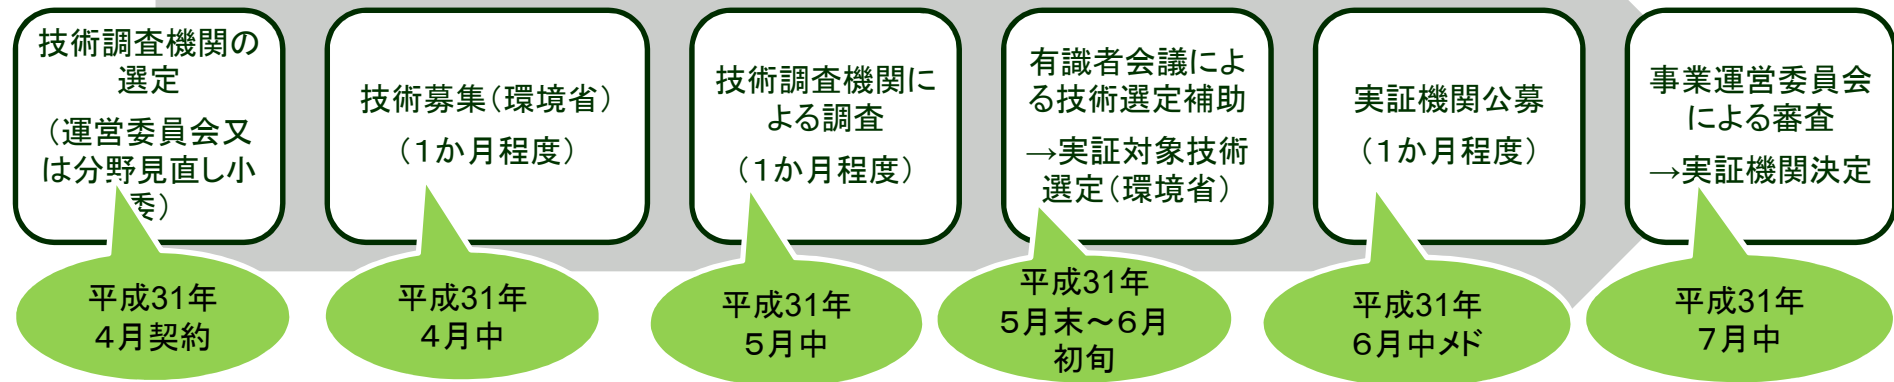 技術調査機関の
選定
（運営委員会又
は分野見直し小
委）
平成31年
４月契約
技術募集（環境省）
（１か月程度）
平成31年
４月中
技術調査機関に
よる調査
（１か月程度）
平成31年
５月中
有識者会議によ
る技術選定補助
→実証対象技術
選定（環境省）
平成31年
５月末～６月
初旬
実証機関公募
（１か月程度）
平成31年
６月中メド
事業運営委員会
による審査
→実証機関決定
平成31年
７月中